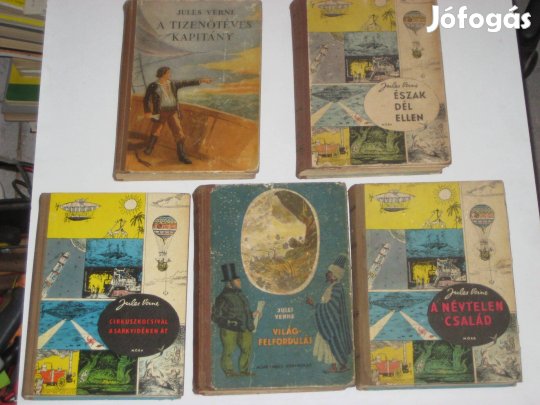 Jófogás
JULES VERNE
A TIZENÖTÉVES
KAPITÁNY
Jules Verne
ÉSZAK
DÉL
ELLEN
MÓRA
Jules Verne
CIRKUSZKOCSIVAL
A SARKVIDÉKEN ÁT
MÓRA
JULES
VERNE
VILÁG-
FELFORDULÁS
Jules Verne
A NÉVTELEN
CSALÁD
MÓRA